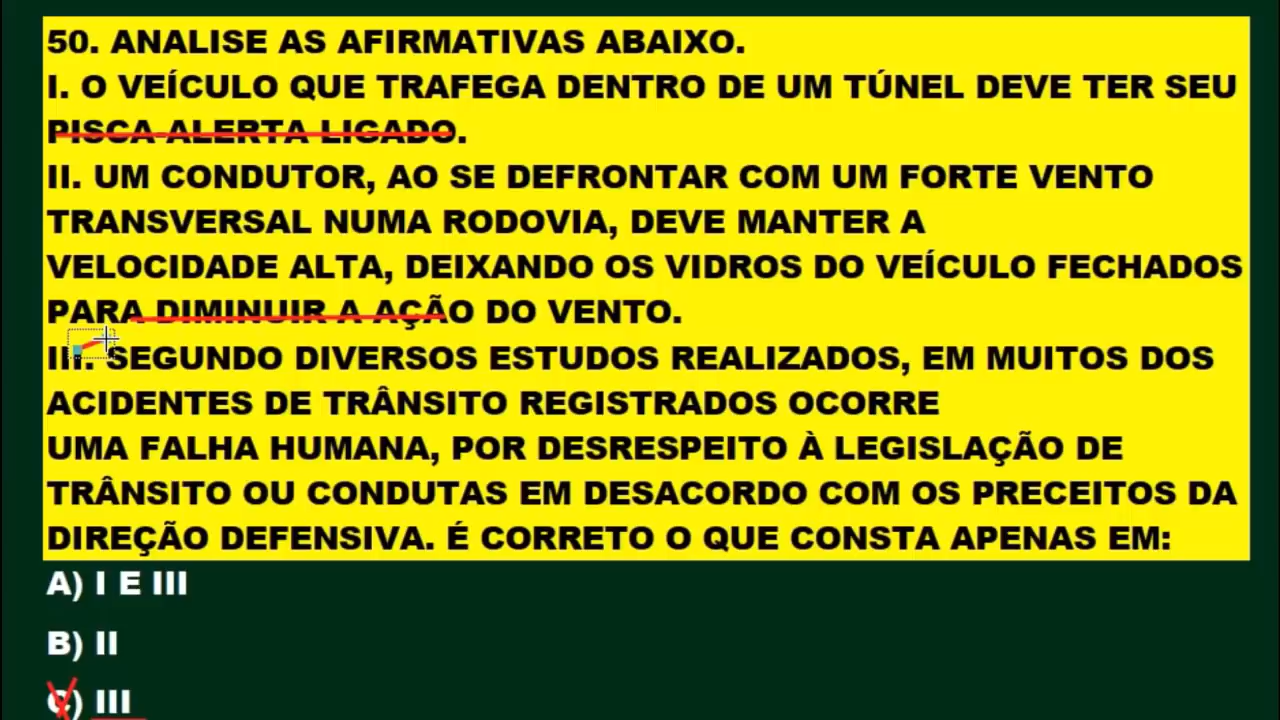 50. ANALISE AS AFIRMATIVAS ABAIXO.
I. O VEÍCULO QUE TRAFEGA DENTRO DE UM TÚNEL DEVE TER SEU
PISCA-ALERTA LIGADO.
II. UM CONDUTOR, AO SE DEFRONTAR COM UM FORTE VENTO
TRANSVERSAL NUMA RODOVIA, DEVE MANTER A
VELOCIDADE ALTA, DEIXANDO OS VIDROS DO VEÍCULO FECHADOS
PARA DIMINUIR A AÇÃO DO VENTO.
III. SEGUNDO DIVERSOS ESTUDOS REALIZADOS, EM MUITOS DOS
ACIDENTES DE TRÂNSITO REGISTRADOS OCORRE
UMA FALHA HUMANA, POR DESRESPEITO À LEGISLAÇÃO DE
TRÂNSITO OU CONDUTAS EM DESACORDO COM OS PRECEITOS DA
DIREÇÃO DEFENSIVA. É CORRETO O QUE CONSTA APENAS EM:
A) I E III
B) II
C) III